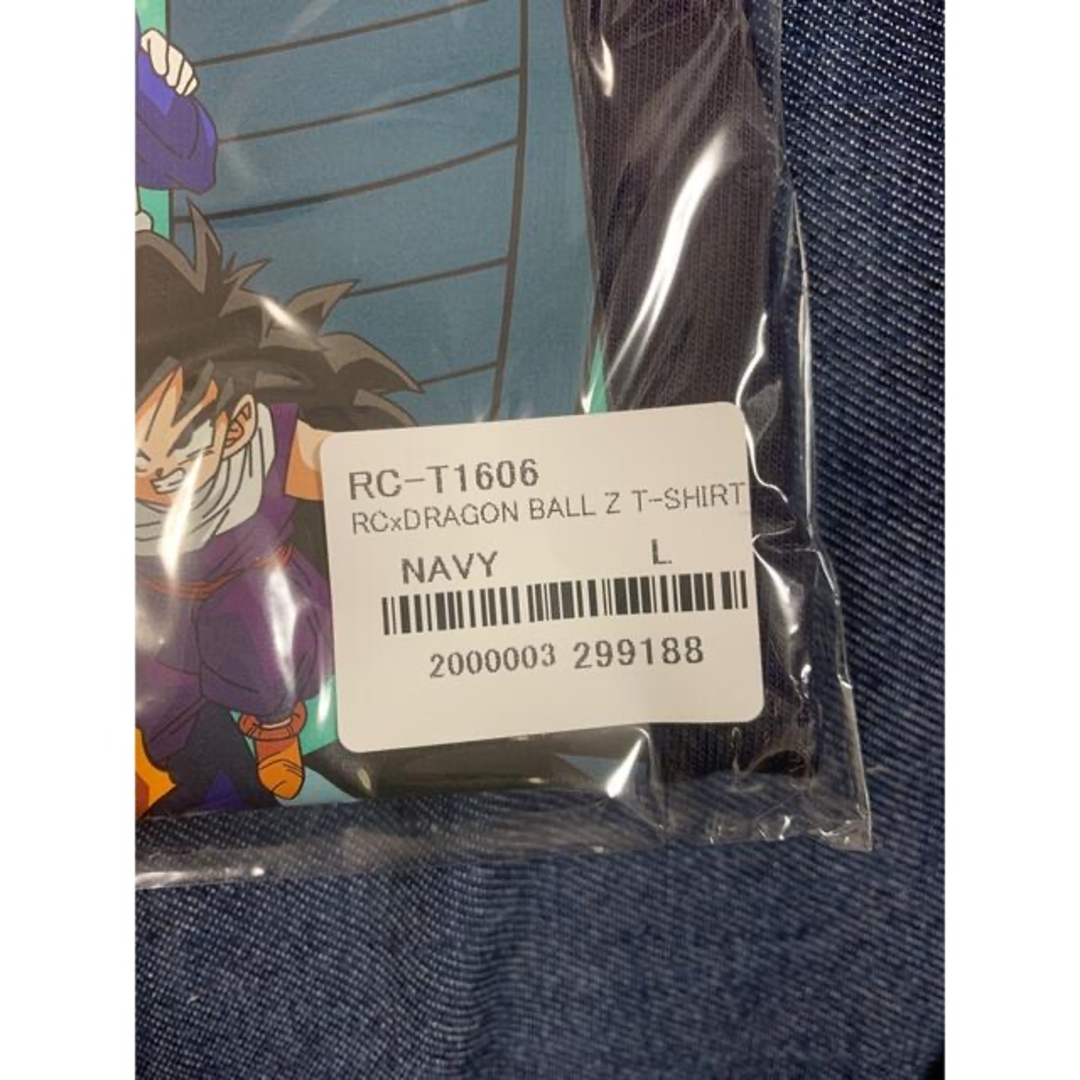 RC-T1606
RCxDRAGON BALL Z T-SHIRT
NAVY L
2000003 299188